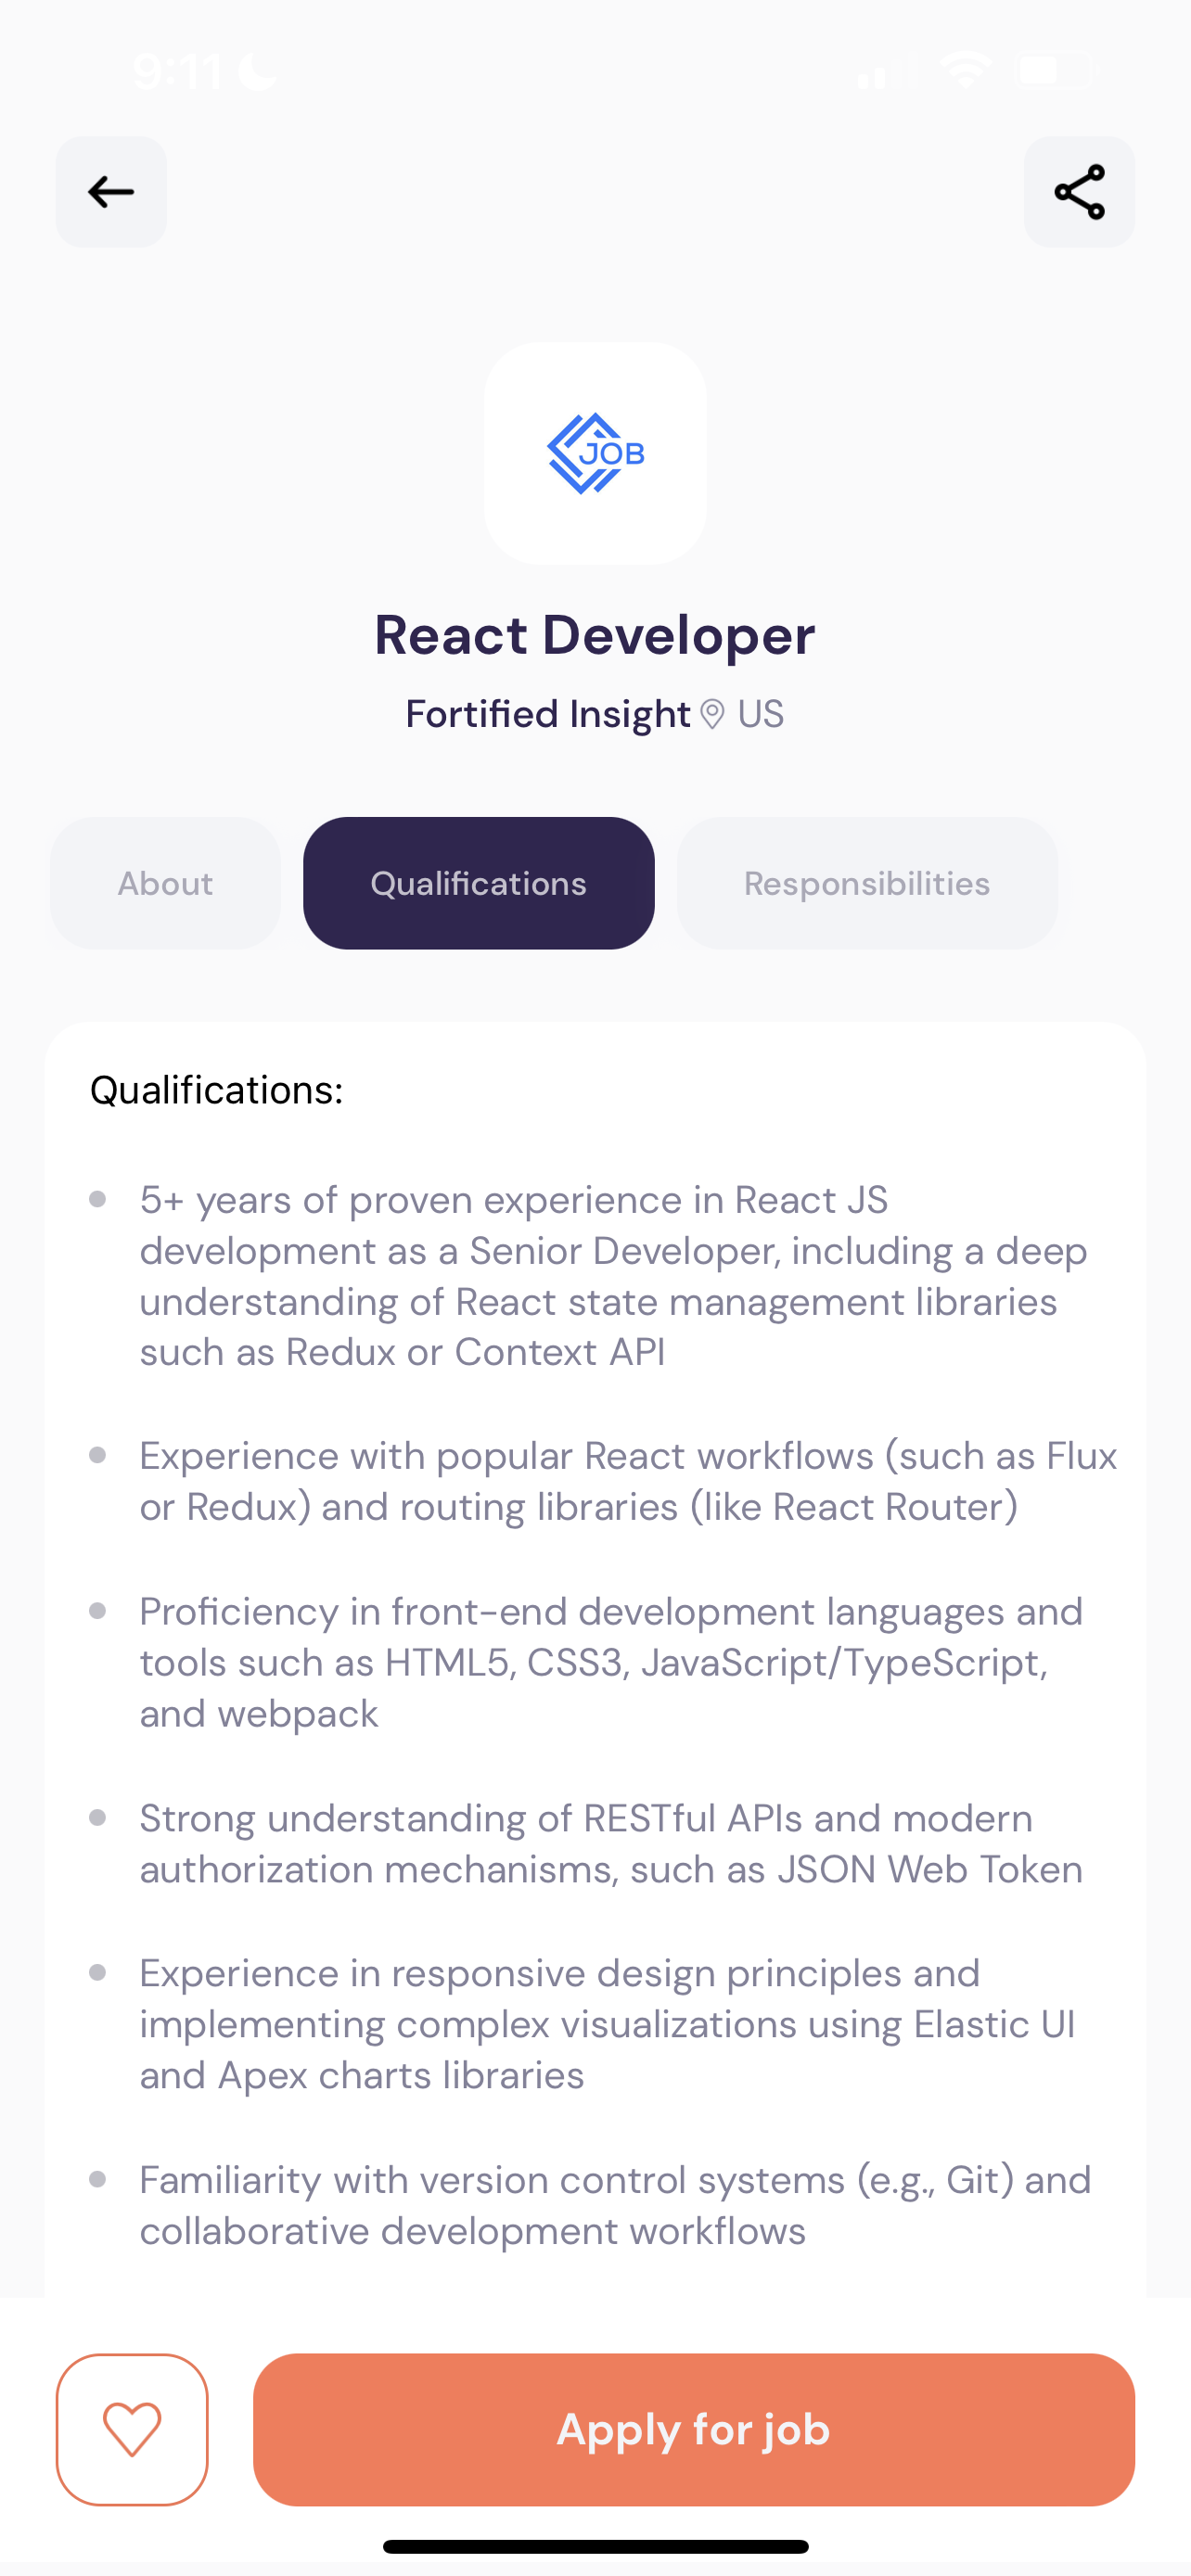 9:11
JOB
React Developer
Fortified Insight US
About
Qualifications
Responsibilities
Qualifications:
5+ years of proven experience in React JS
development as a Senior Developer, including a deep
understanding of React state management libraries
such as Redux or Context API
Experience with popular React workflows (such as Flux
or Redux) and routing libraries (like React Router)
Proficiency in front-end development languages and
tools such as HTML5, CSS3, JavaScript/TypeScript,
and webpack
Strong understanding of RESTful APIs and modern
authorization mechanisms, such as JSON Web Token
Experience in responsive design principles and
implementing complex visualizations using Elastic UI
and Apex charts libraries
Familiarity with version control systems (e.g., Git) and
collaborative development workflows
Apply for job